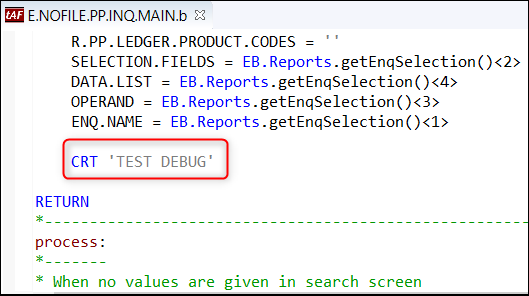 tAF E.NOFILE.PP.INQ.MAIN.b
R.PP.LEDGER.PRODUCT.CODES = ''
SELECTION.FIELDS = EB.Reports.getEnqSelection()<2>
DATA.LIST = EB.Reports.getEnqSelection()<4>
OPERAND = EB.Reports.getEnqSelection()<3>
ENQ.NAME = EB.Reports.getEnqSelection()<1>
CRT 'TEST DEBUG'
RETURN
*-----------------------------------------------------
process:
*-------
* When no values are given in search screen